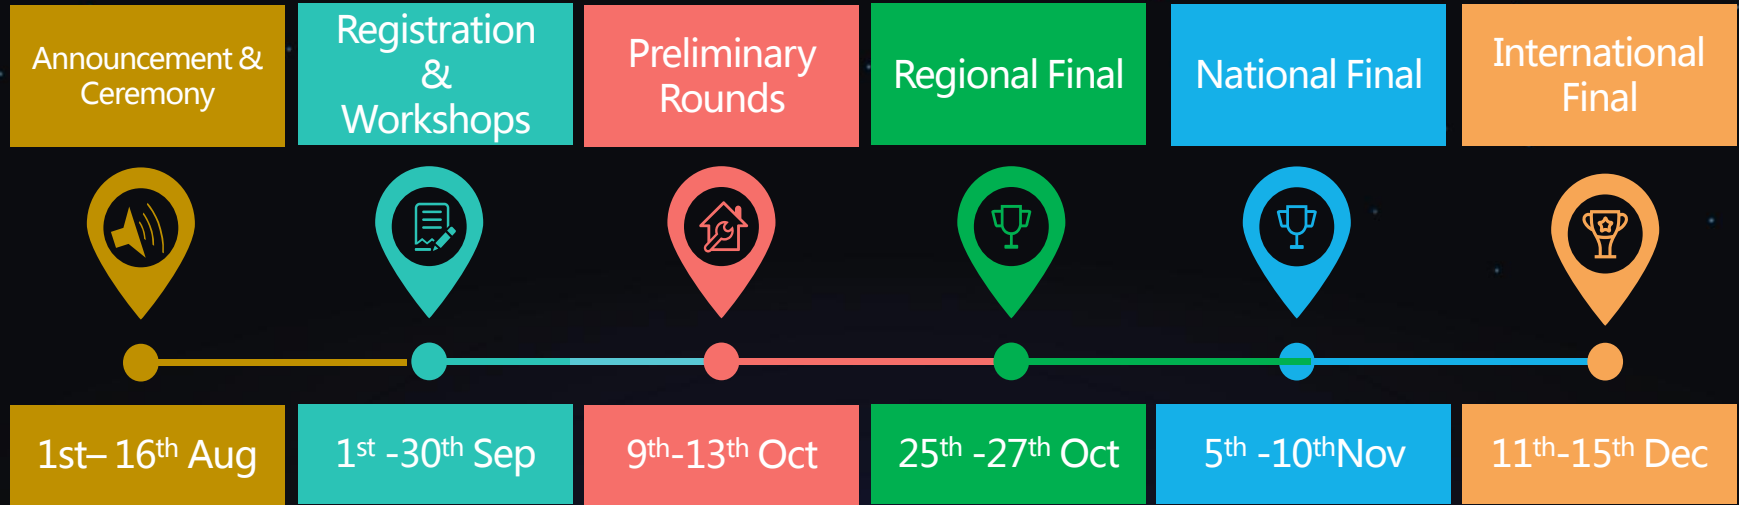 Announcement &
Ceremony
Registration
&
Workshops
Preliminary
Rounds
Regional Final
National Final
International
Final
1st– 16th Aug
1st -30th Sep
9th-13th Oct
25th -27th Oct
5th -10thNov
11th-15th Dec